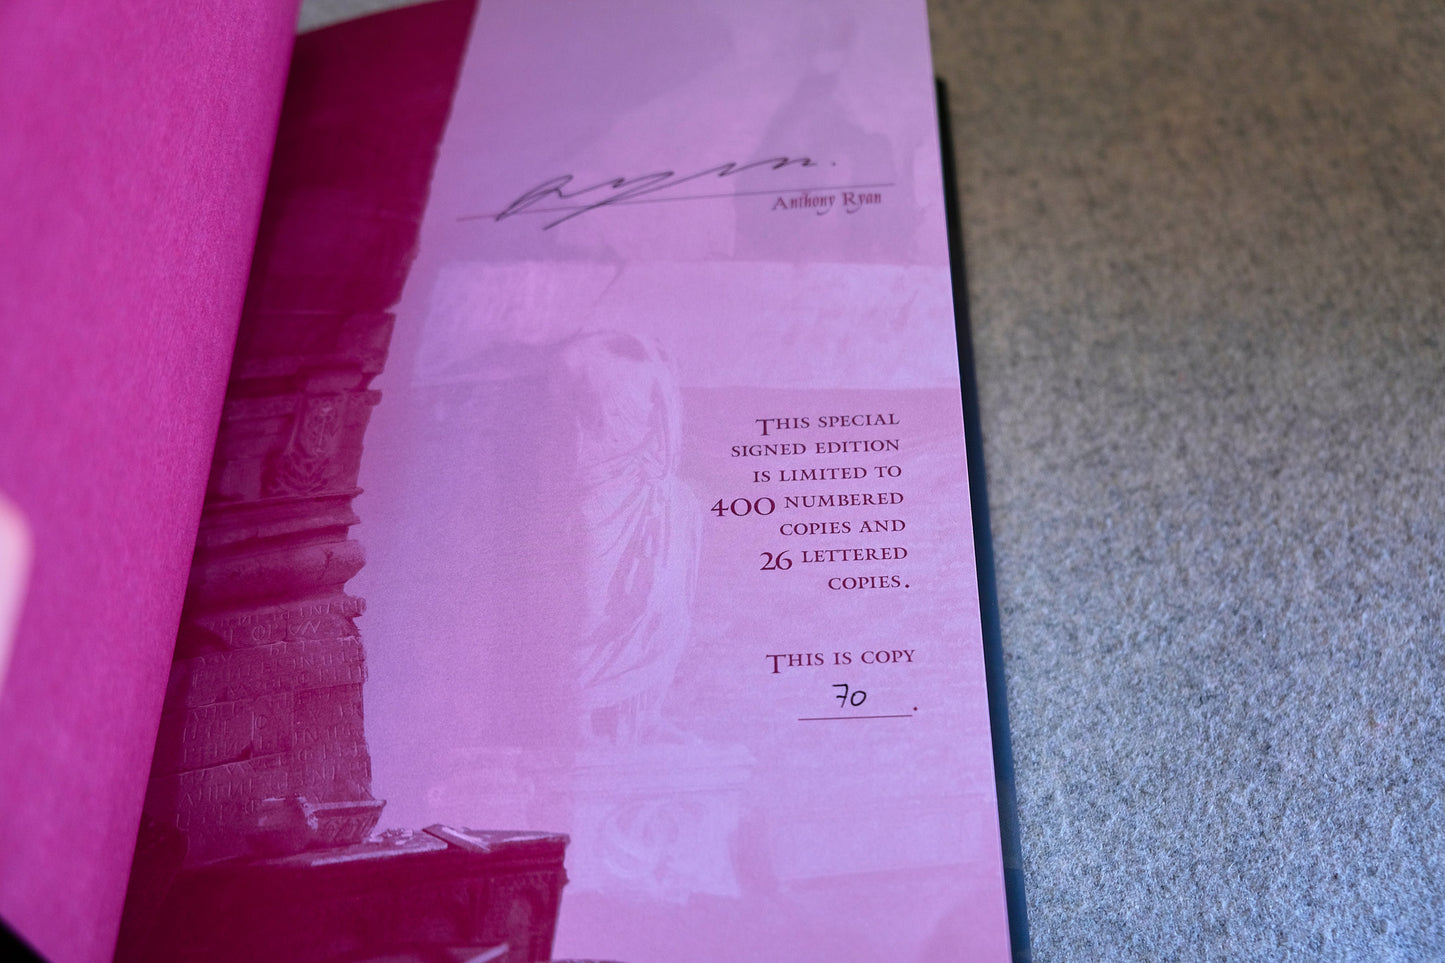 Anthony Ryan
This special
signed edition
is limited to
400 numbered
copies and
26 lettered
copies.
This is copy
70.